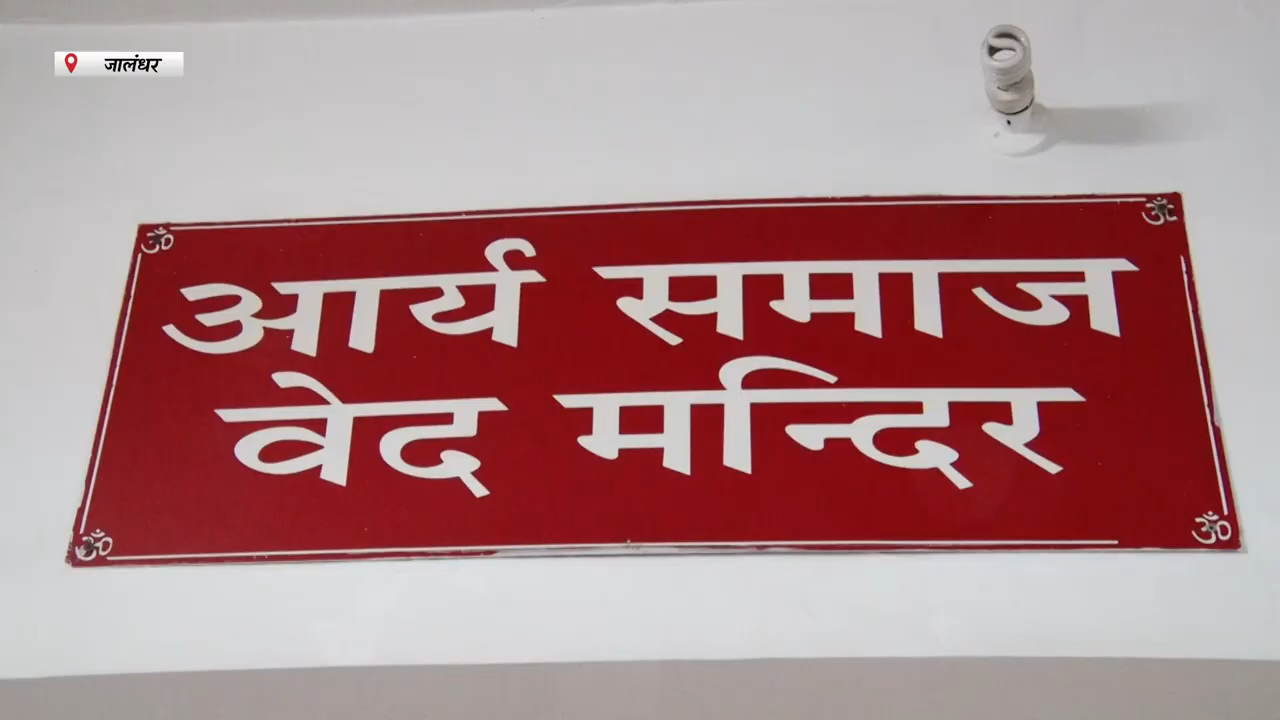 जालंधर
आर्य समाज
वेद मन्दिर